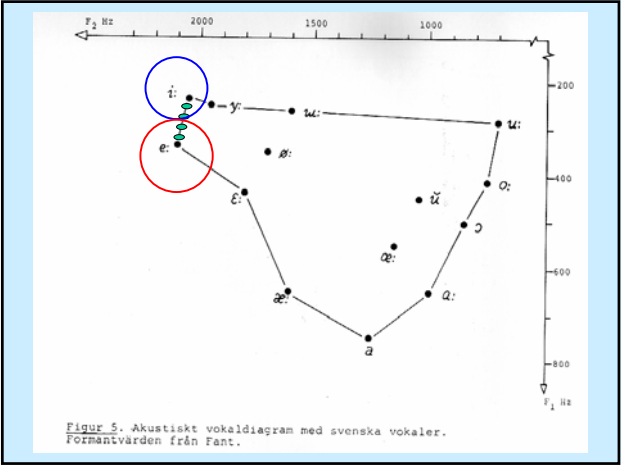 F₂ Hz 2000 1500 1000
200
i: y: ɯ: u:
e: ø:
400
ɛ: ŭ o:
ɔ
œ:
600
æ: a:
a
800
F₁ Hz
Figur 5. Akustiskt vokaldiagram med svenska vokaler.
Formantvärden från Fant.